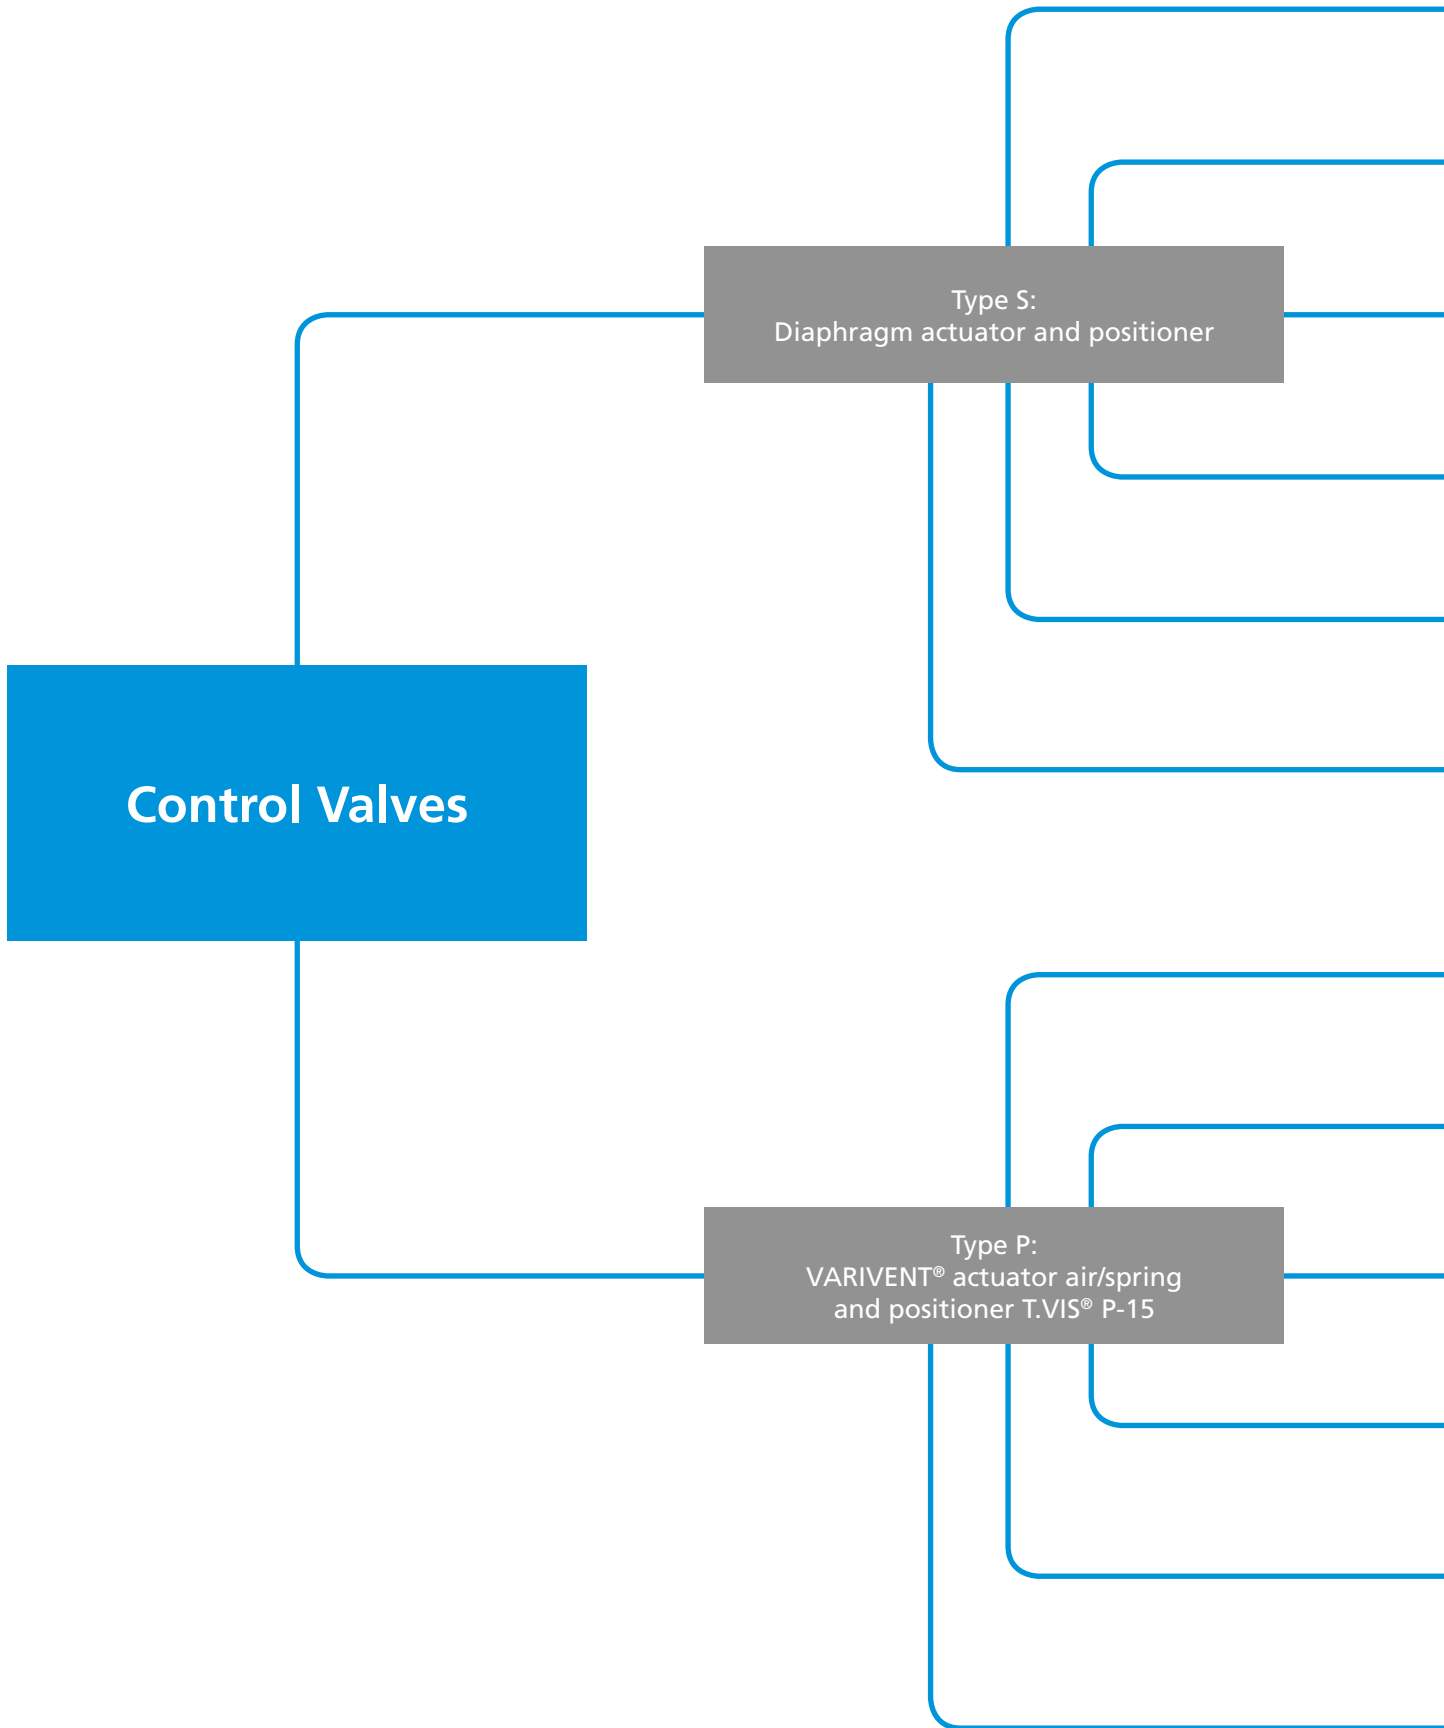 Type S:
Diaphragm actuator and positioner
Control Valves
Type P:
VARIVENT® actuator air/spring
and positioner T.VIS® P-15